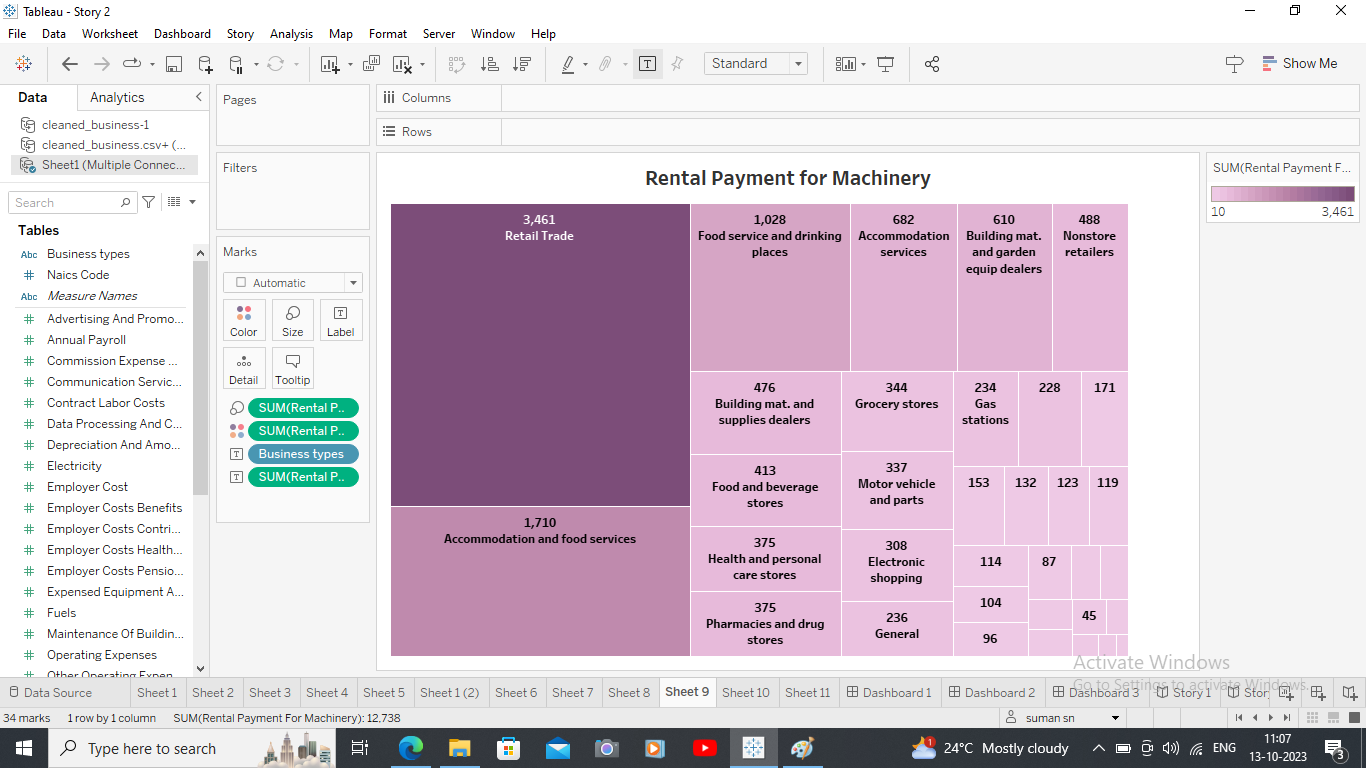 Tableau - Story 2
File Data Worksheet Dashboard Story Analysis Map Format Server Window Help
Standard
Show Me
Data Analytics
cleaned_business-1
cleaned_business.csv+ (...
Sheet1 (Multiple Connec...
Search
Tables
Abc Business types
# Naics Code
Abc Measure Names
# Advertising And Promo...
# Annual Payroll
# Commission Expense ...
# Communication Servic...
# Contract Labor Costs
# Data Processing And C...
# Depreciation And Amo...
# Electricity
# Employer Cost
# Employer Costs Benefits
# Employer Costs Contri...
# Employer Costs Health...
# Employer Costs Pensio...
# Expensed Equipment A...
# Fuels
# Maintenance Of Buildin...
# Operating Expenses
# Other Operating Expen
Pages
Filters
Marks
Automatic
Color Size Label
Detail Tooltip
SUM(Rental P..
SUM(Rental P..
Business types
SUM(Rental P..
Columns
Rows
Rental Payment for Machinery
3,461
Retail Trade
1,710
Accommodation and food services
1,028
Food service and drinking
places
682
Accommodation
services
610
Building mat.
and garden
equip dealers
488
Nonstore
retailers
476
Building mat. and
supplies dealers
413
Food and beverage
stores
375
Health and personal
care stores
375
Pharmacies and drug
stores
344
Grocery stores
337
Motor vehicle
and parts
308
Electronic
shopping
236
General
234
Gas
stations
228
171
153
132
123
119
114
104
96
87
45
SUM(Rental Payment F...
10 3,461
Activate Windows
Go to Settings to activate Windows.
Data Source Sheet 1 Sheet 2 Sheet 3 Sheet 4 Sheet 5 Sheet 1 (2) Sheet 6 Sheet 7 Sheet 8 Sheet 9 Sheet 10 Sheet 11 Dashboard 1 Dashboard 2 Dashboard 3 Story 1 Stor
34 marks 1 row by 1 column SUM(Rental Payment For Machinery): 12,738
suman sn
Type here to search
24°C Mostly cloudy
ENG
11:07
13-10-2023
3